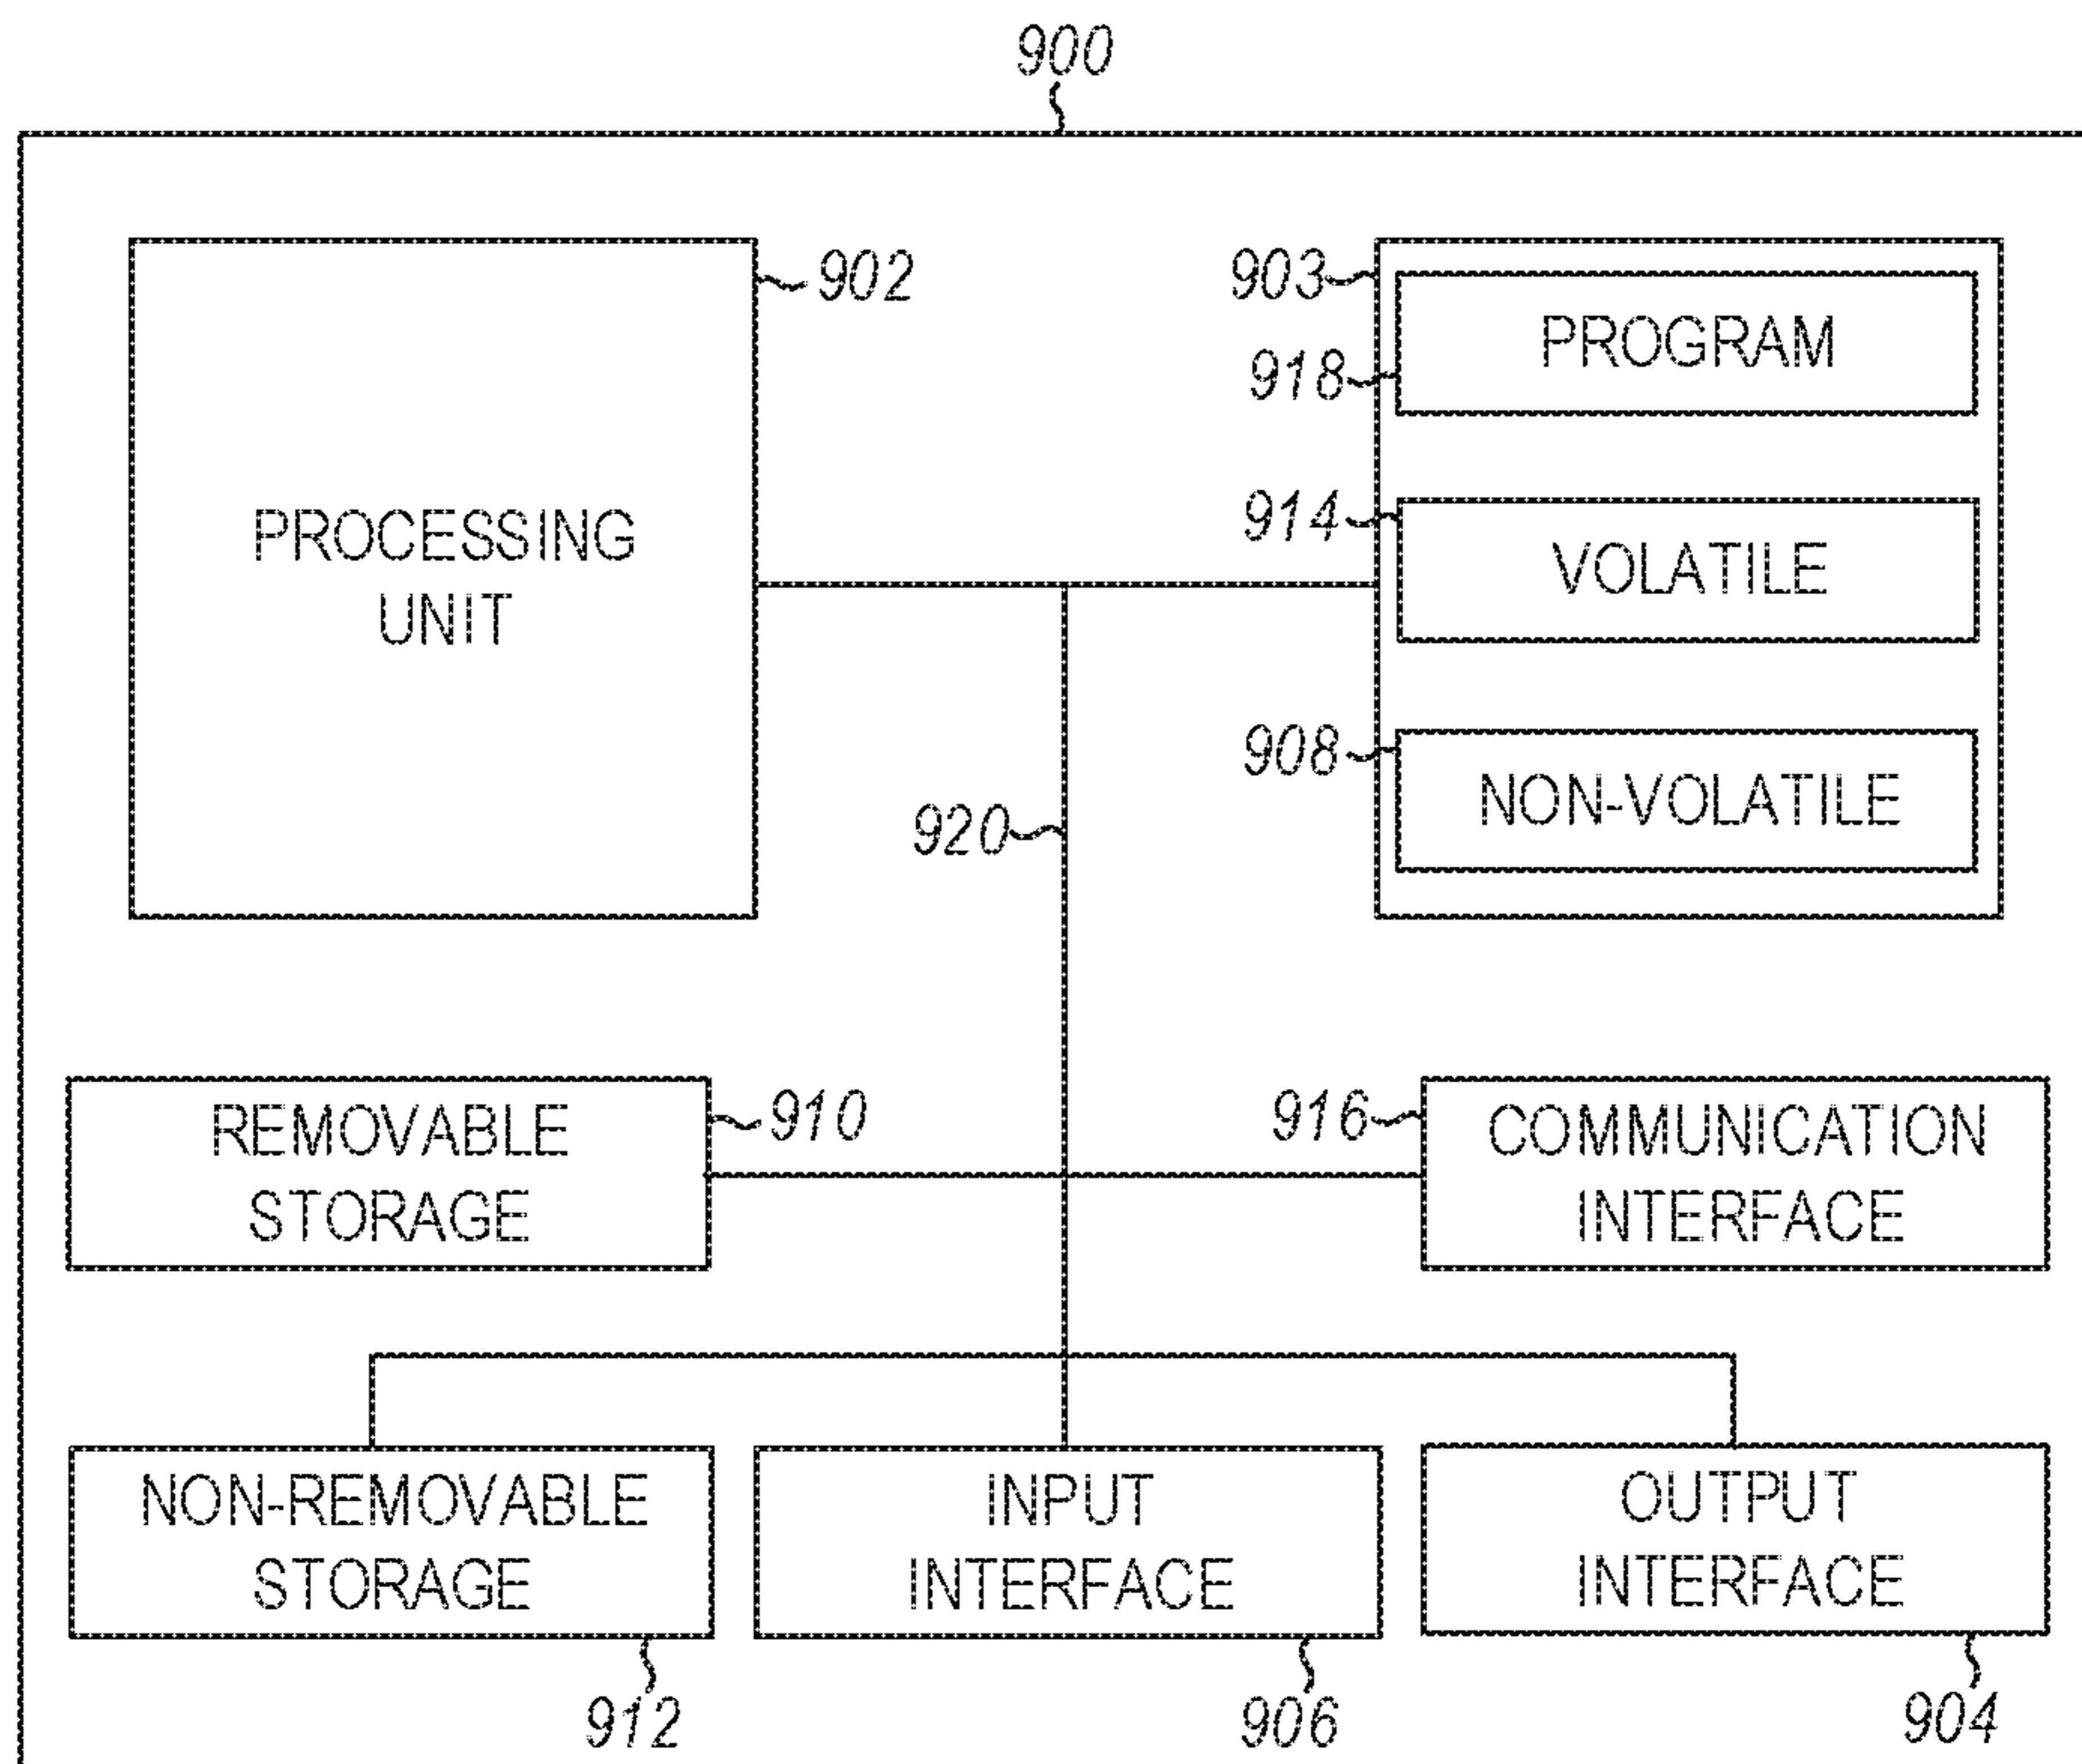 900
902
903
PROGRAM
918
914
VOLATILE
PROCESSING
UNIT
908
NON-VOLATILE
920
REMOVABLE
STORAGE
910
916
COMMUNICATION
INTERFACE
NON-REMOVABLE
STORAGE
INPUT
INTERFACE
OUTPUT
INTERFACE
912
906
904